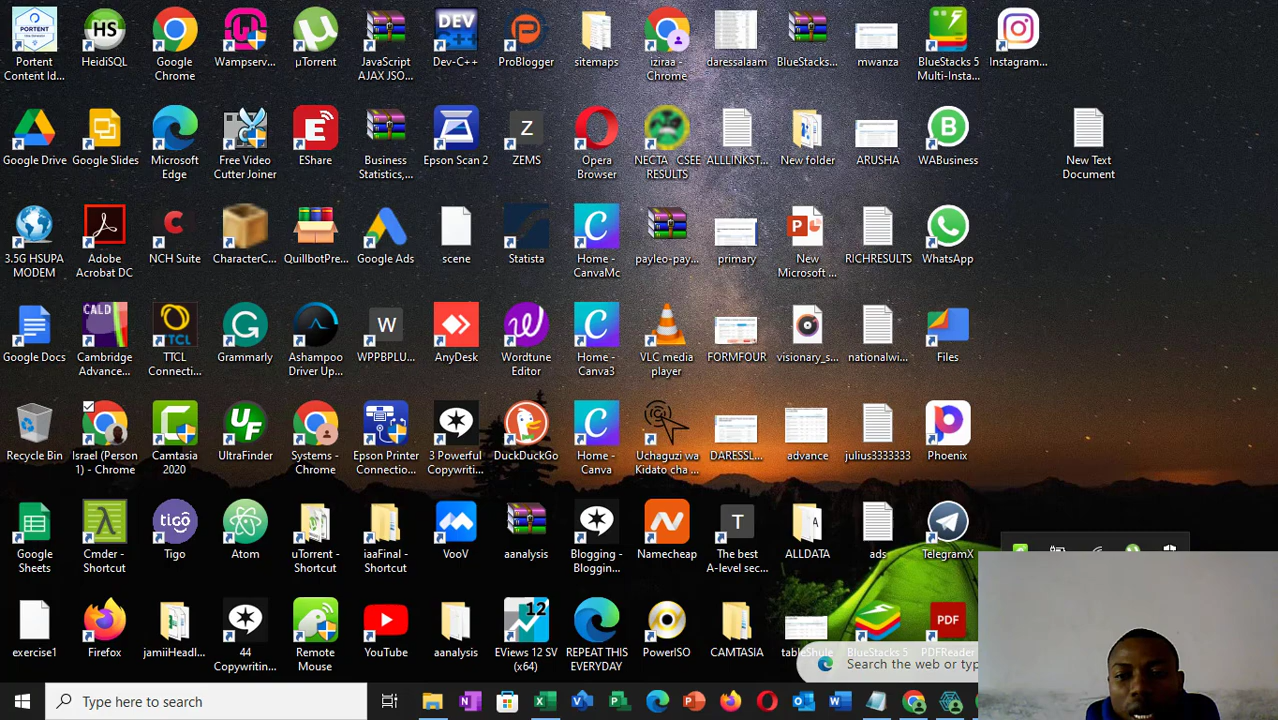 Portent
Content Id...
HeidiSQL
Google
Chrome
Wampserv...
µTorrent
JavaScript
AJAX JSO...
DEV
Dev-C++
ProBlogger
sitemaps
iziraa -
Chrome
daressalaam
BlueStacks...
mwanza
BlueStacks 5
Multi-Insta...
Instagram...
Google Drive
Google Slides
Microsoft
Edge
Free Video
Cutter Joiner
EShare
Business
Statistics,...
Epson Scan 2
Z
ZEMS
Opera
Browser
NECTA CSEE
RESULTS
ALLLINKST...
New folder
ARUSHA
WABusiness
New Text
Document
3.5G HSUPA
MODEM
Adobe
Acrobat DC
NCH Suite
CharacterC...
QuillbotPre...
Google Ads
scene
Statista
Home -
CanvaMc
payleo-pay...
primary
New
Microsoft ...
RICHRESULTS
WhatsApp
Google Docs
CALD
Cambridge
Advance...
TTCL
Connecti...
Grammarly
Ashampoo
Driver Up...
W
WPPBPLU...
AnyDesk
Wordtune
Editor
Home -
Canva3
VLC media
player
FORMFOUR
visionary_s...
nationalwi...
Files
Recycle Bin
Israel (Person
1) - Chrome
Camtasia
2020
UltraFinder
Systems -
Chrome
Epson Printer
Connectio...
3 Powerful
Copywriti...
DuckDuckGo
Home -
Canva
Uchaguzi wa
Kidato cha ...
DARESSL...
advance
julius3333333
Phoenix
Google
Sheets
Cmder -
Shortcut
Tigo
Atom
uTorrent -
Shortcut
iaaFinal -
Shortcut
VooV
aanalysis
Blogging -
Bloggin...
Namecheap
T
The best
A-level sec...
ALLDATA
ads
TelegramX
exercise1
Firefox
jamiiHeadl...
44
Copywritin...
Remote
Mouse
YouTube
aanalysis
12
EViews 12 SV
(x64)
REPEAT THIS
EVERYDAY
PowerISO
CAMTASIA
tableShule
BlueStacks 5
PDF
PDFReader
Search the web or typ
Type here to search